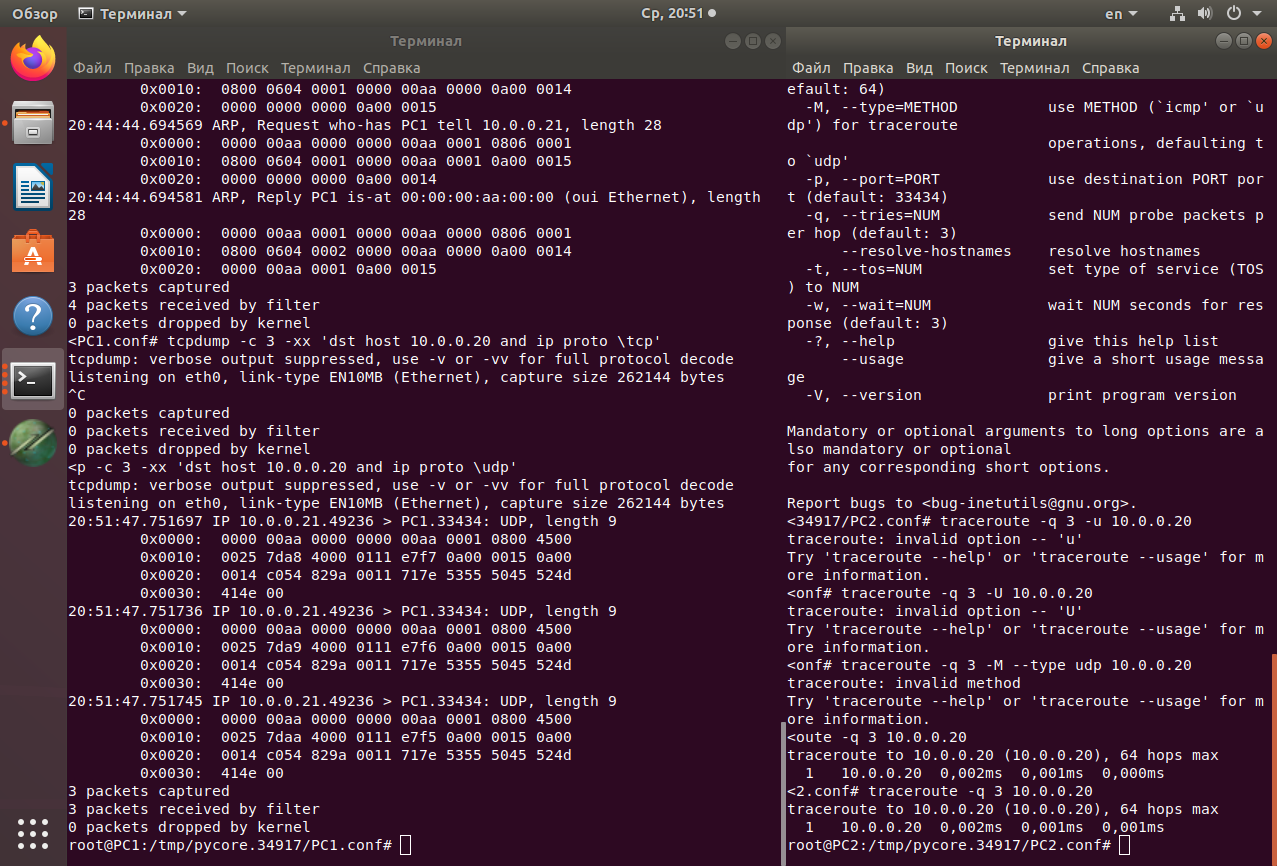 Обзор Терминал Ср, 20:51 en
Терминал
Файл Правка Вид Поиск Терминал Справка
0x0010:  0800 0604 0001 0000 00aa 0000 0a00 0014
0x0020:  0000 0000 0000 0a00 0015
20:44:44.694569 ARP, Request who-has PC1 tell 10.0.0.21, length 28
0x0000:  0000 00aa 0000 0000 00aa 0001 0806 0001
0x0010:  0800 0604 0001 0000 00aa 0001 0a00 0015
0x0020:  0000 0000 0000 0a00 0014
20:44:44.694581 ARP, Reply PC1 is-at 00:00:00:aa:00:00 (oui Ethernet), length
28
0x0000:  0000 00aa 0001 0000 00aa 0000 0806 0001
0x0010:  0800 0604 0002 0000 00aa 0000 0a00 0014
0x0020:  0000 00aa 0001 0a00 0015
3 packets captured
4 packets received by filter
0 packets dropped by kernel
<PC1.conf# tcpdump -c 3 -xx 'dst host 10.0.0.20 and ip proto \tcp'
tcpdump: verbose output suppressed, use -v or -vv for full protocol decode
listening on eth0, link-type EN10MB (Ethernet), capture size 262144 bytes
^C
0 packets captured
0 packets received by filter
0 packets dropped by kernel
<p -c 3 -xx 'dst host 10.0.0.20 and ip proto \udp'
tcpdump: verbose output suppressed, use -v or -vv for full protocol decode
listening on eth0, link-type EN10MB (Ethernet), capture size 262144 bytes
20:51:47.751697 IP 10.0.0.21.49236 > PC1.33434: UDP, length 9
0x0000:  0000 00aa 0000 0000 00aa 0001 0800 4500
0x0010:  0025 7da8 4000 0111 e7f7 0a00 0015 0a00
0x0020:  0014 c054 829a 0011 717e 5355 5045 524d
0x0030:  414e 00
20:51:47.751736 IP 10.0.0.21.49236 > PC1.33434: UDP, length 9
0x0000:  0000 00aa 0000 0000 00aa 0001 0800 4500
0x0010:  0025 7da9 4000 0111 e7f6 0a00 0015 0a00
0x0020:  0014 c054 829a 0011 717e 5355 5045 524d
0x0030:  414e 00
20:51:47.751745 IP 10.0.0.21.49236 > PC1.33434: UDP, length 9
0x0000:  0000 00aa 0000 0000 00aa 0001 0800 4500
0x0010:  0025 7daa 4000 0111 e7f5 0a00 0015 0a00
0x0020:  0014 c054 829a 0011 717e 5355 5045 524d
0x0030:  414e 00
3 packets captured
3 packets received by filter
0 packets dropped by kernel
root@PC1:/tmp/pycore.34917/PC1.conf#
Терминал
Файл Правка Вид Поиск Терминал Справка
efault: 64)
-M, --type=METHOD use METHOD (`icmp' or `u
dp') for traceroute
operations, defaulting t
o `udp'
-p, --port=PORT use destination PORT por
t (default: 33434)
-q, --tries=NUM send NUM probe packets p
er hop (default: 3)
--resolve-hostnames resolve hostnames
-t, --tos=NUM set type of service (TOS
) to NUM
-w, --wait=NUM wait NUM seconds for res
ponse (default: 3)
-?, --help give this help list
--usage give a short usage messa
ge
-V, --version print program version
Mandatory or optional arguments to long options are a
lso mandatory or optional
for any corresponding short options.
Report bugs to <bug-inetutils@gnu.org>.
<34917/PC2.conf# traceroute -q 3 -u 10.0.0.20
traceroute: invalid option -- 'u'
Try 'traceroute --help' or 'traceroute --usage' for m
ore information.
<onf# traceroute -q 3 -U 10.0.0.20
traceroute: invalid option -- 'U'
Try 'traceroute --help' or 'traceroute --usage' for m
ore information.
<onf# traceroute -q 3 -M --type udp 10.0.0.20
traceroute: invalid method
Try 'traceroute --help' or 'traceroute --usage' for m
ore information.
<oute -q 3 10.0.0.20
traceroute to 10.0.0.20 (10.0.0.20), 64 hops max
1   10.0.0.20  0,002ms  0,001ms  0,000ms
<2.conf# traceroute -q 3 10.0.0.20
traceroute to 10.0.0.20 (10.0.0.20), 64 hops max
1   10.0.0.20  0,002ms  0,001ms  0,001ms
root@PC2:/tmp/pycore.34917/PC2.conf#